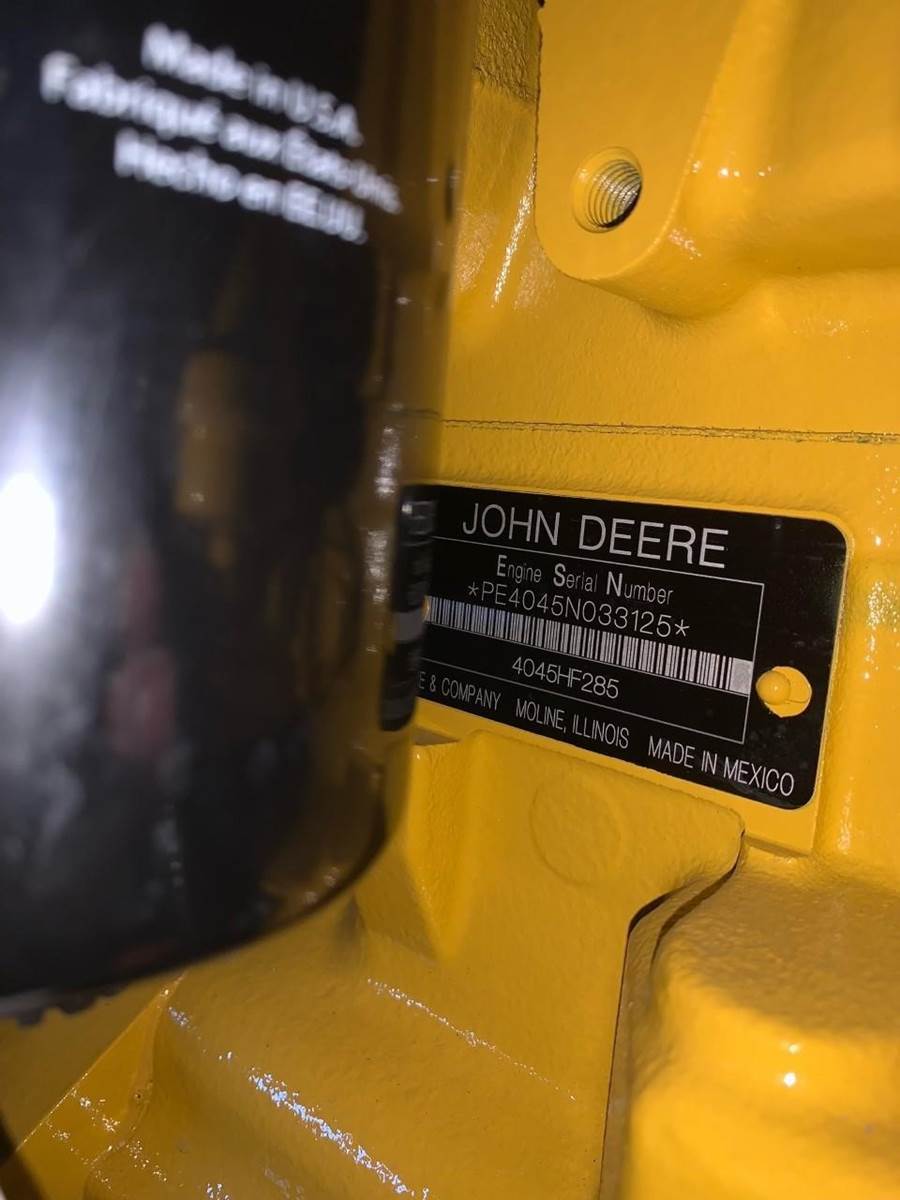 Made in USA
Fabriqué aux États-Unis
Hecho en EE.UU.
JOHN DEERE
Engine Serial Number
*PE4045N033125*
4045HF285
E & COMPANY MOLINE, ILLINOIS MADE IN MEXICO